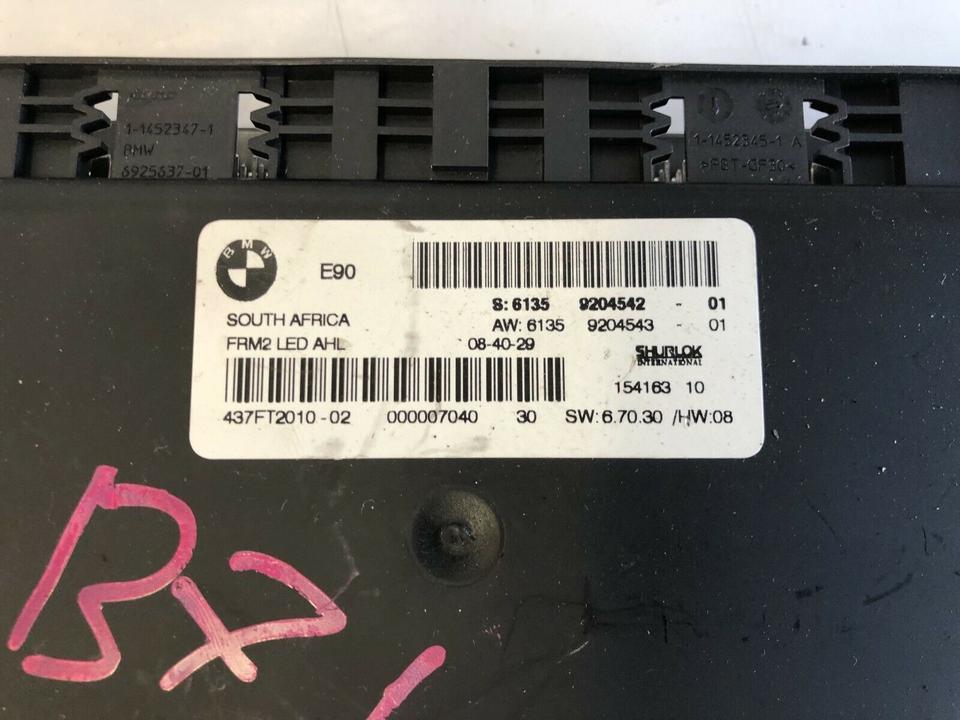 1-1452347-1
BMW
6925637-01
1-1452345-1 A
>PBT-GF30<
BMW
E90
S: 6135 9204542 - 01
SOUTH AFRICA
AW: 6135 9204543 - 01
FRM2 LED AHL 08-40-29
SHURLOK
INTERNATIONAL
154163 10
437FT2010-02 000007040 30 SW: 6.70.30 /HW:08